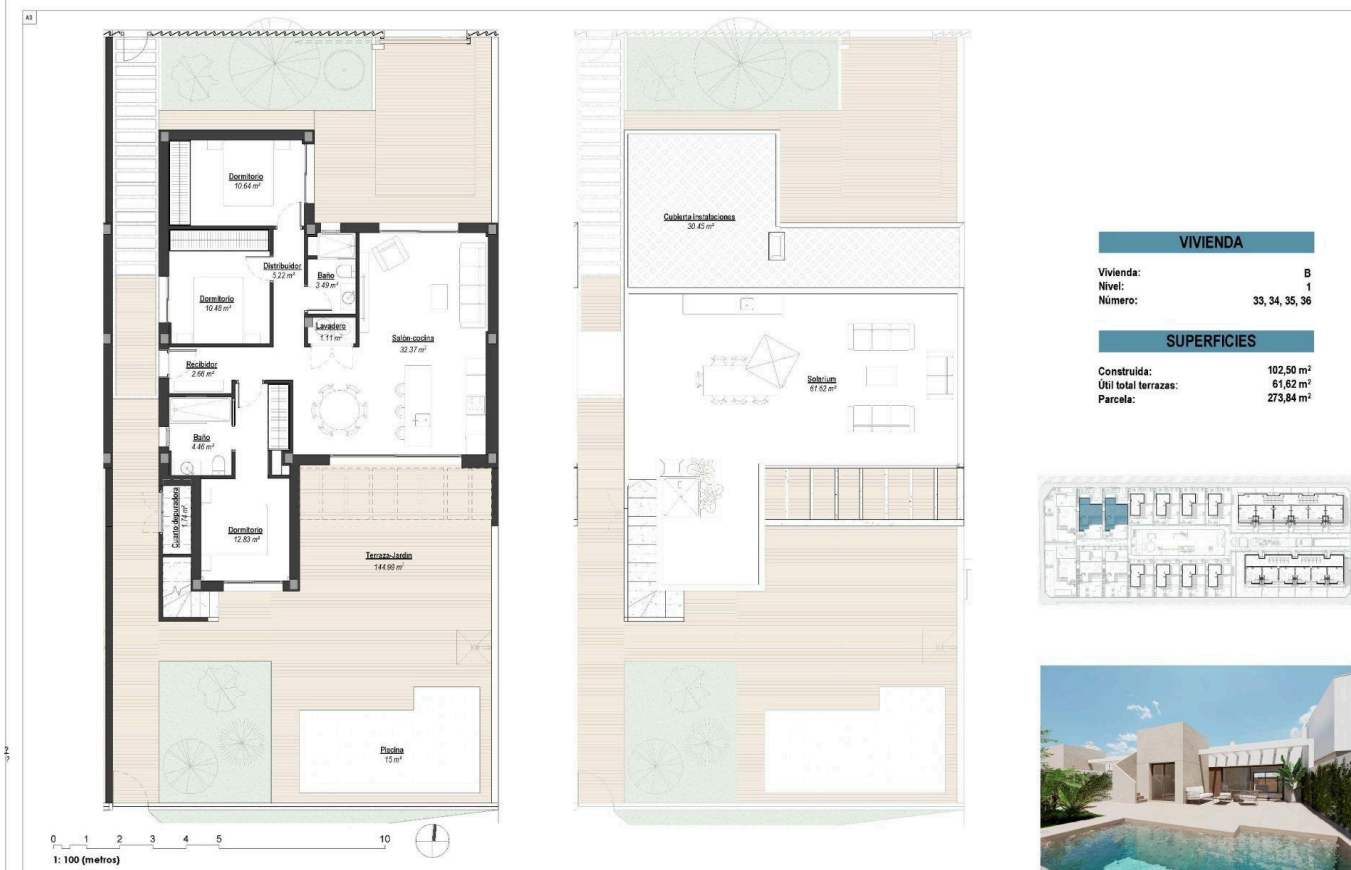 A3
Dormitorio
10.64 m²
Distribuidor
5.22 m²
Baño
3.49 m²
Dormitorio
10.46 m²
Lavadero
1.11 m²
Salón-cocina
32.37 m²
Recibidor
2.66 m²
Baño
4.46 m²
Cuarto depuradora
1.74 m²
Dormitorio
12.83 m²
Terraza-Jardín
144.99 m²
Piscina
15 m²
0 1 2 3 4 5 10
1: 100 (metros)
Cubierta instalaciones
30.45 m²
Solarium
61.62 m²
VIVIENDA
Vivienda: B
Nivel: 1
Número: 33, 34, 35, 36
SUPERFICIES
Construida: 102,50 m²
Útil total terrazas: 61,62 m²
Parcela: 273,84 m²